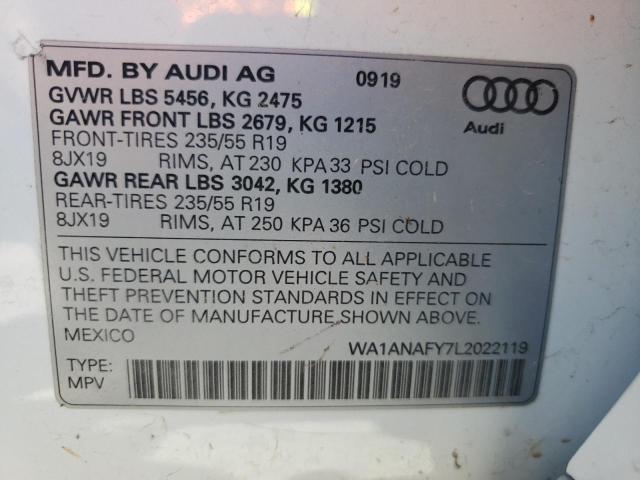 MFD. BY AUDI AG 0919
GVWR LBS 5456, KG 2475
GAWR FRONT LBS 2679, KG 1215
Audi
FRONT-TIRES 235/55 R19
8JX19 RIMS, AT 230 KPA 33 PSI COLD
GAWR REAR LBS 3042, KG 1380
REAR-TIRES 235/55 R19
8JX19 RIMS, AT 250 KPA 36 PSI COLD
THIS VEHICLE CONFORMS TO ALL APPLICABLE
U.S. FEDERAL MOTOR VEHICLE SAFETY AND
THEFT PREVENTION STANDARDS IN EFFECT ON
THE DATE OF MANUFACTURE SHOWN ABOVE.
MEXICO
WA1ANAFY7L2022119
TYPE:
MPV